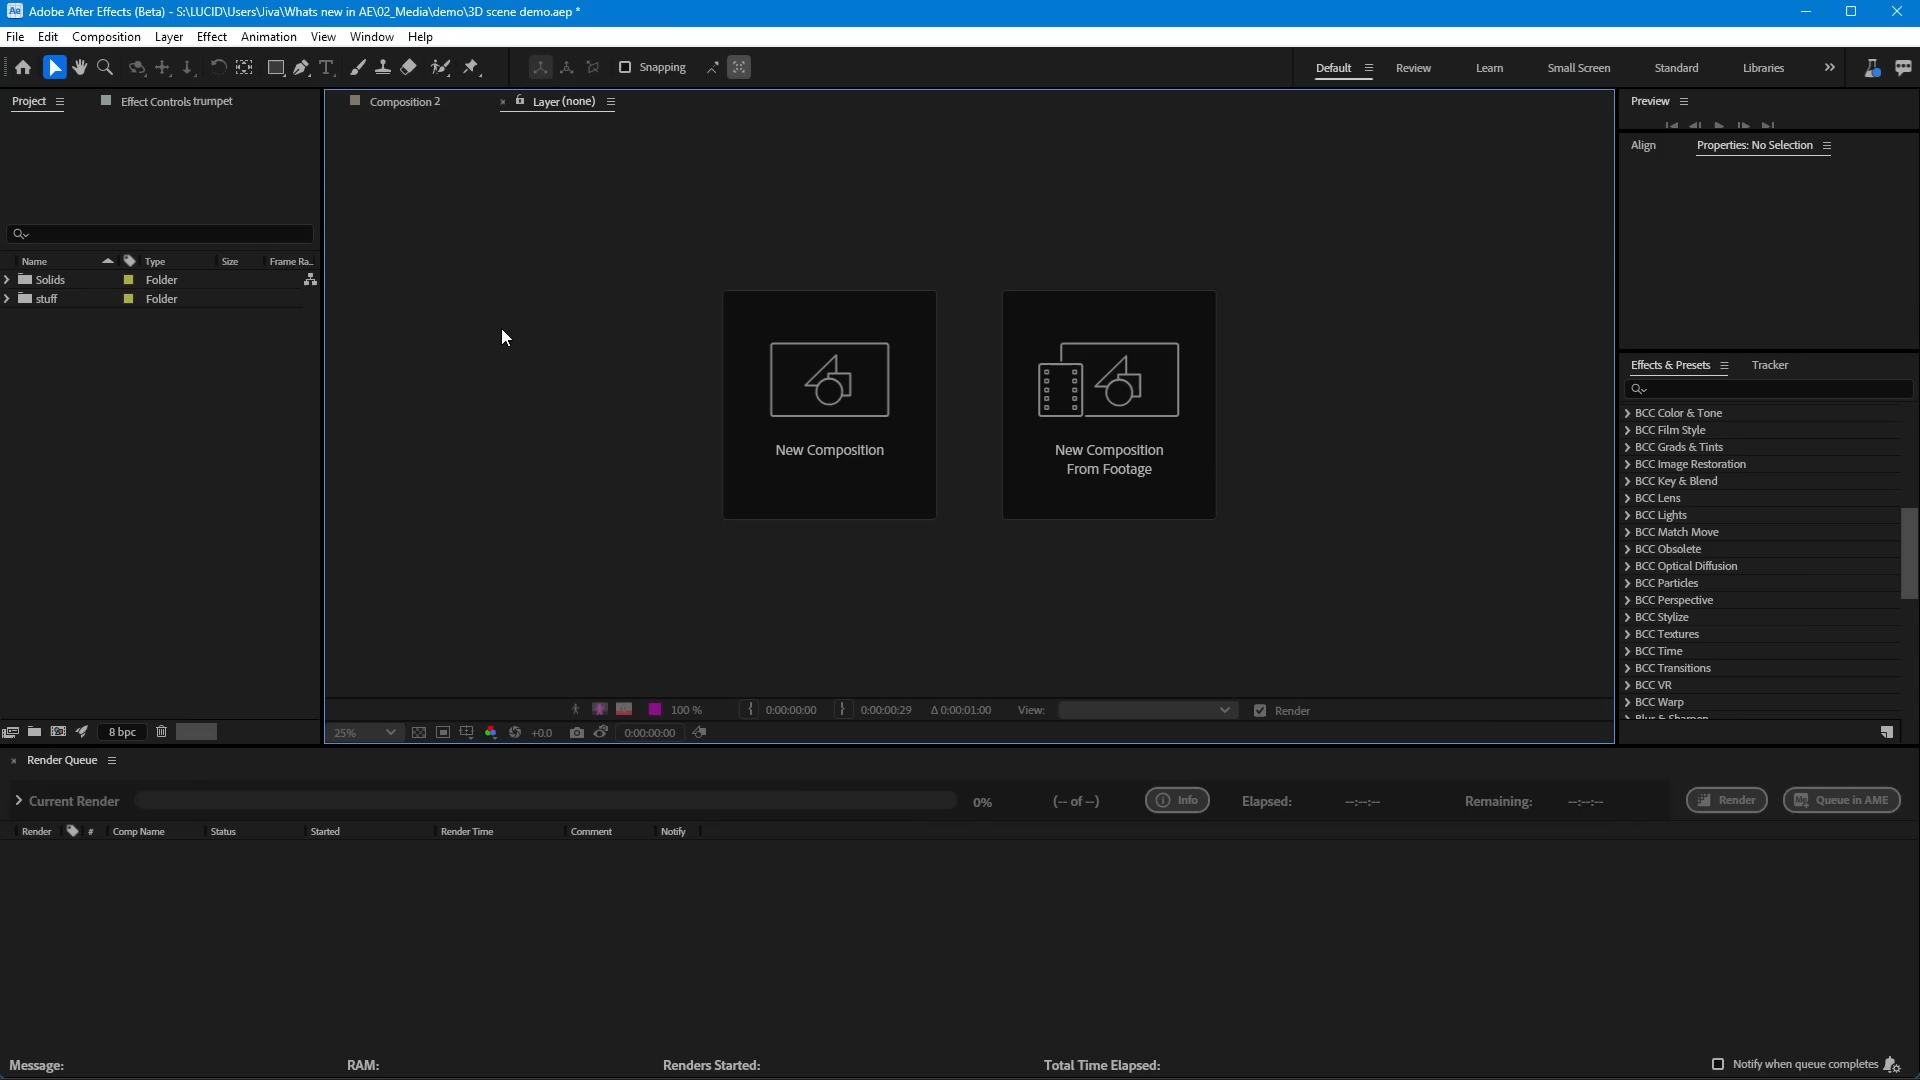 Adobe After Effects (Beta) - S:\LUCID\Users\Jiva\Whats new in AE\02_Media\demo\3D scene demo.aep *
File Edit Composition Layer Effect Animation View Window Help
Snapping
Default Review Learn Small Screen Standard Libraries
Project
Effect Controls trumpet
Composition 2
Layer (none)
Preview
Align
Properties: No Selection
Name Type Size Frame Ra..
Solids Folder
stuff Folder
New Composition
New Composition
From Footage
Effects & Presets
Tracker
BCC Color & Tone
BCC Film Style
BCC Grads & Tints
BCC Image Restoration
BCC Key & Blend
BCC Lens
BCC Lights
BCC Match Move
BCC Obsolete
BCC Optical Diffusion
BCC Particles
BCC Perspective
BCC Stylize
BCC Textures
BCC Time
BCC Transitions
BCC VR
BCC Warp
Blur & Sharpen
100 % 0:00:00:00 0:00:00:29 Δ 0:00:01:00 View: Render
8 bpc
25% +0.0 0:00:00:00
Render Queue
Current Render 0% (-- of --) Info Elapsed: --:--:-- Remaining: --:--:-- Render Queue in AME
Render # Comp Name Status Started Render Time Comment Notify
Message: RAM: Renders Started: Total Time Elapsed: Notify when queue completes